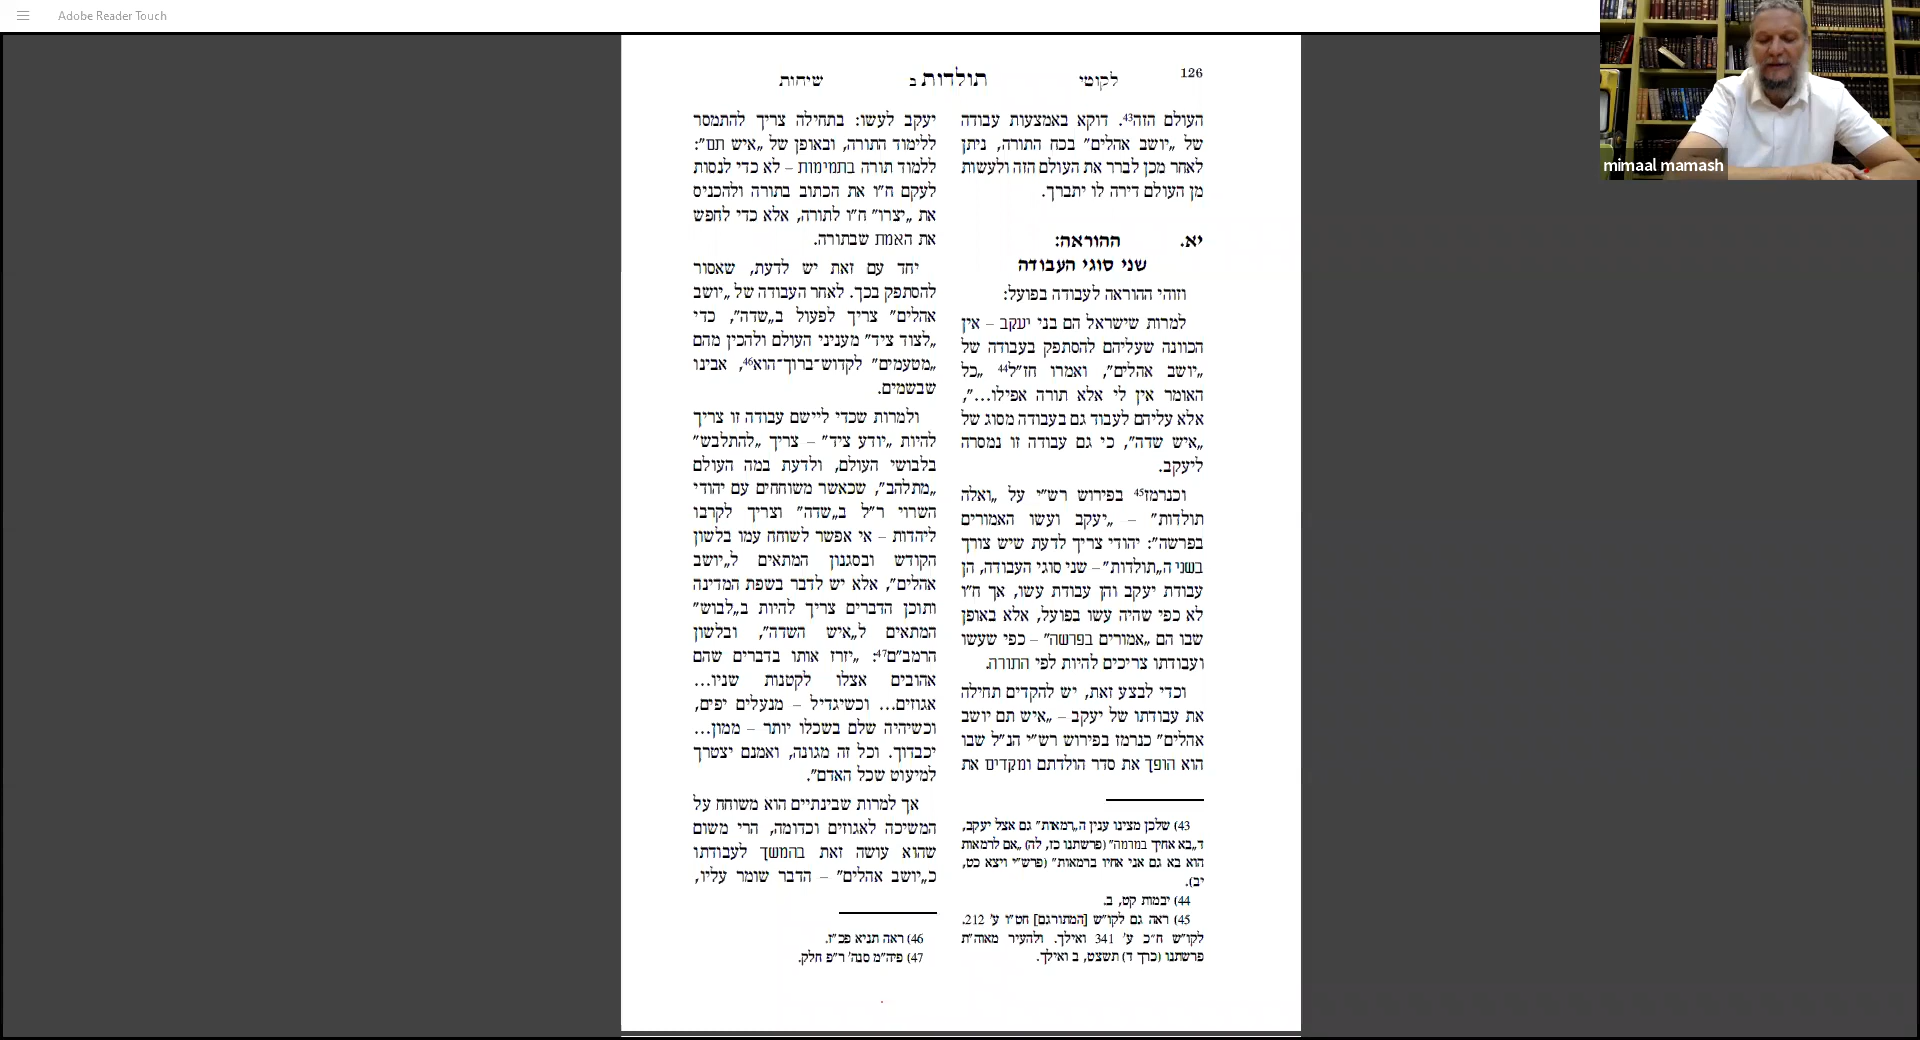 Adobe Reader Touch
mimaal mamash
126
לקוטי תולדות ב שיחות
העולם הזה43. דוקא באמצעות עבודה
של „יושב אהלים” בכח התורה, ניתן
לאחר מכן לברר את העולם הזה ולעשות
מן העולם דירה לו יתברך.
יא. ההוראה:
שני סוגי העבודה
וזוהי ההוראה לעבודה בפועל:
למרות שישראל הם בני יעקב – אין
הכוונה שעליהם להסתפק בעבודה של
„יושב אהלים”, ואמרו חז״ל44 „כל
האומר אין לי אלא תורה אפילו...”,
אלא עליהם לעבוד גם בעבודה מסוג של
„איש שדה”, כי גם עבודה זו נמסרה
ליעקב.
וכנרמז45 בפירוש רש״י על „ואלה
תולדות” – „יעקב ועשו האמורים
בפרשה”: יהודי צריך לדעת שיש צורך
בשני ה„תולדות” – שני סוגי העבודה, הן
עבודת יעקב והן עבודת עשו, אך ח״ו
לא כפי שהיה עשו בפועל, אלא באופן
שבו הם „אמורים בפרשה” – כפי שעשו
ועבודתו צריכים להיות לפי התורה.
וכדי לבצע זאת, יש להקדים תחילה
את עבודתו של יעקב – „איש תם יושב
אהלים” כנרמז בפירוש רש״י הנ״ל שבו
הוא הופך את סדר הולדתם ומקדים את
43) שלכן מצינו ענין ה„רמאות” גם אצל יעקב,
ד„בא אחיך במרמה” (פרשתנו כז, לה) „אם לרמאות
הוא בא גם אני אחיו ברמאות” (פרש״י ויצא כט,
יב).
44) יבמות קט, ב.
45) ראה גם לקו״ש [המתורגם] חט״ו ע׳ 212.
לקו״ש ח״כ ע׳ 341 ואילך. ולהעיר מאוה״ת
פרשתנו (כרך ד) תשצט, ב ואילך.
יעקב לעשו: בתחילה צריך להתמסר
ללימוד התורה, ובאופן של „איש תם”:
ללמוד תורה בתמימות – לא כדי לנסות
לעקם ח״ו את הכתוב בתורה ולהכניס
את „יצרו” ח״ו לתורה, אלא כדי לחפש
את האמת שבתורה.
יחד עם זאת יש לדעת, שאסור
להסתפק בכך. לאחר העבודה של „יושב
אהלים” צריך לפעול ב„שדה”, כדי
„לצוד ציד” מעניני העולם ולהכין מהם
„מטעמים” לקדוש־ברוך־הוא46, אבינו
שבשמים.
ולמרות שכדי ליישם עבודה זו צריך
להיות „יודע ציד” – צריך „להתלבש”
בלבושי העולם, ולדעת במה העולם
„מתלהב”, שכאשר משוחחים עם יהודי
השרוי ר״ל ב„שדה” וצריך לקרבו
ליהדות – אי אפשר לשוחח עמו בלשון
הקודש ובסגנון המתאים ל„יושב
אהלים”, אלא יש לדבר בשפת המדינה
ותוכן הדברים צריך להיות ב„לבוש”
המתאים ל„איש השדה”, ובלשון
הרמב״ם47: „יזרז אותו בדברים שהם
אהובים אצלו לקטנות שניו...
אגוזים... וכשיגדיל – מנעלים יפים,
וכשיהיה שלם בשכלו יותר – ממון...
יכבדוך. וכל זה מגונה, ואמנם יצטרך
למיעוט שכל האדם”.
אך למרות שבינתיים הוא משוחח על
המשיכה לאגוזים וכדומה, הרי משום
שהוא עושה זאת בהמשך לעבודתו
כ„יושב אהלים” – הדבר שומר עליו,
46) ראה תניא פכ״ז.
47) פיה״מ סנה׳ ר״פ חלק.